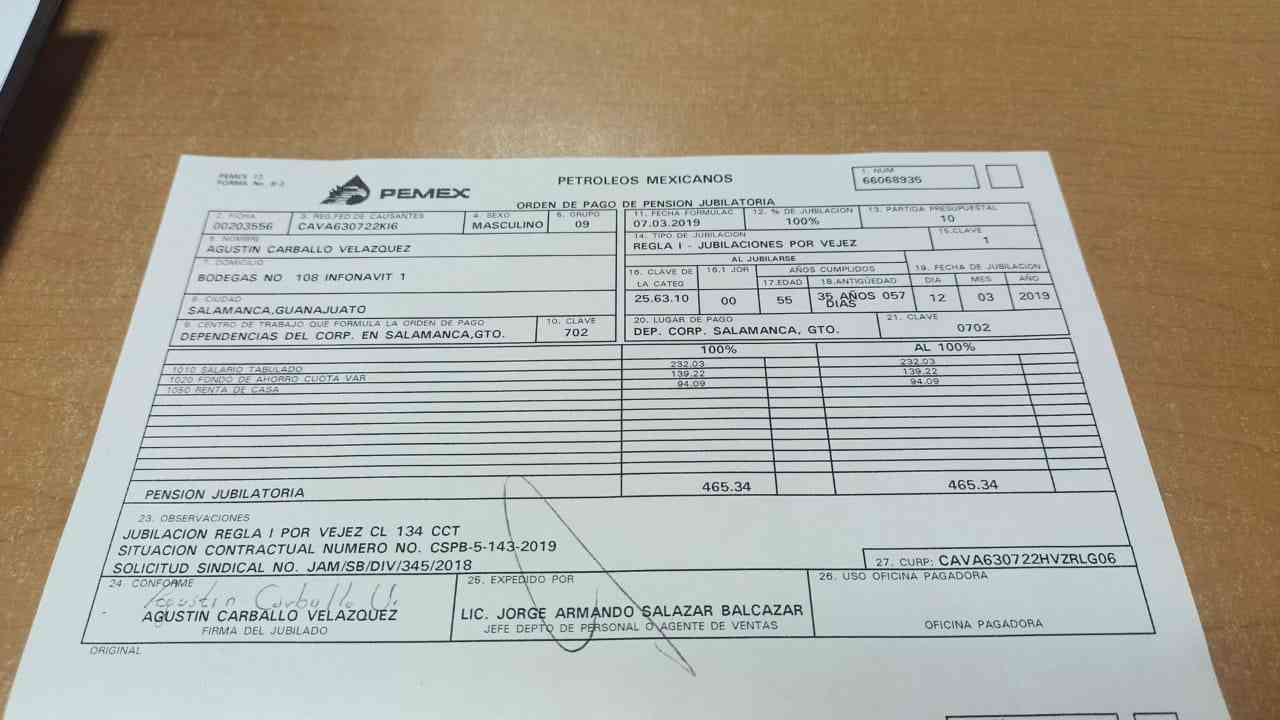 PEMEX 12
FORMA No. B-2
PEMEX
PETROLEOS MEXICANOS
ORDEN DE PAGO DE PENSION JUBILATORIA
1. NUM
66068935
2. FICHA
00203556
3. REG.FED.DE CAUSANTES
CAVA630722KI6
4. SEXO
MASCULINO
5. GRUPO
09
6. NOMBRE
AGUSTIN CARBALLO VELAZQUEZ
7. DOMICILIO
BODEGAS NO 108 INFONAVIT 1
8. CIUDAD
SALAMANCA,GUANAJUATO
9. CENTRO DE TRABAJO QUE FORMULA LA ORDEN DE PAGO
DEPENDENCIAS DEL CORP. EN SALAMANCA,GTO.
10. CLAVE
702
11. FECHA FORMULAC
07.03.2019
12. % DE JUBILACION
100%
13. PARTIDA PRESUPUESTAL
10
14. TIPO DE JUBILACION
REGLA I - JUBILACIONES POR VEJEZ
15.CLAVE
1
AL JUBILARSE
16. CLAVE DE LA CATEG
25.63.10
16.1 JOR
00
AÑOS CUMPLIDOS
17.EDAD
55
18.ANTIGÜEDAD
35 AÑOS 057 DIAS
19. FECHA DE JUBILACION
DIA MES AÑO
12 03 2019
20. LUGAR DE PAGO
DEP. CORP. SALAMANCA, GTO.
21. CLAVE
0702
100% AL 100%
1010 SALARIO TABULADO 232.03 232.03
1020 FONDO DE AHORRO CUOTA VAR 139.22 139.22
1050 RENTA DE CASA 94.09 94.09
PENSION JUBILATORIA 465.34 465.34
23. OBSERVACIONES
JUBILACION REGLA I POR VEJEZ CL 134 CCT
SITUACION CONTRACTUAL NUMERO NO. CSPB-5-143-2019
SOLICITUD SINDICAL NO. JAM/SB/DIV/345/2018
27. CURP: CAVA630722HVZRLG06
24. CONFORME
Agustin Carballo V.
AGUSTIN CARBALLO VELAZQUEZ
FIRMA DEL JUBILADO
25. EXPEDIDO POR
LIC. JORGE ARMANDO SALAZAR BALCAZAR
JEFE DEPTO DE PERSONAL O AGENTE DE VENTAS
26. USO OFICINA PAGADORA
OFICINA PAGADORA
ORIGINAL